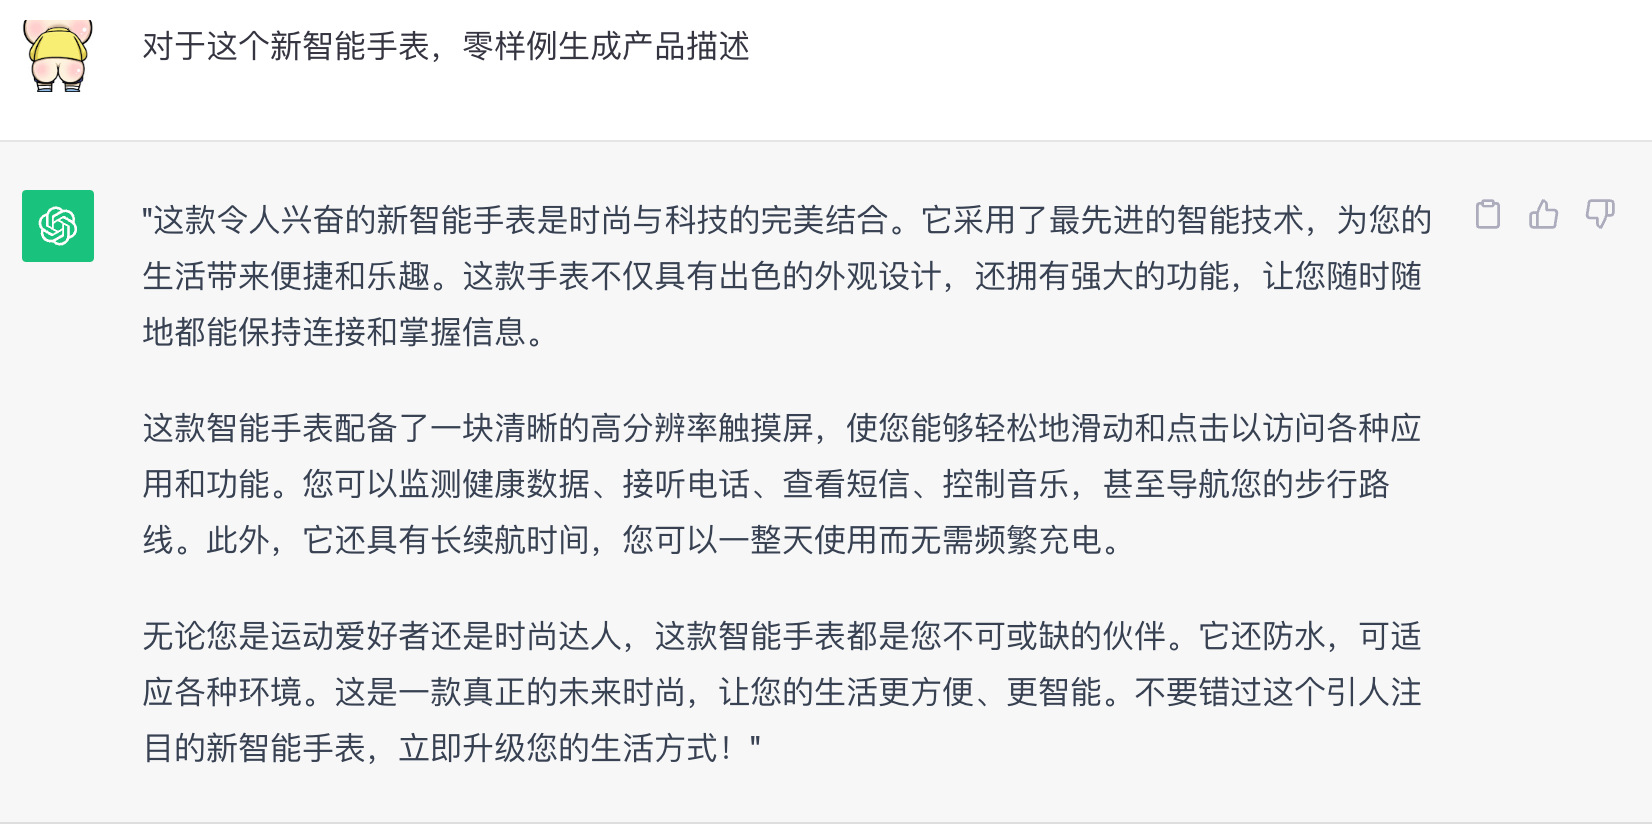 对于这个新智能手表，零样例生成产品描述
"这款令人兴奋的新智能手表是时尚与科技的完美结合。它采用了最先进的智能技术，为您的
生活带来便捷和乐趣。这款手表不仅具有出色的外观设计，还拥有强大的功能，让您随时随
地都能保持连接和掌握信息。
这款智能手表配备了一块清晰的高分辨率触摸屏，使您能够轻松地滑动和点击以访问各种应
用和功能。您可以监测健康数据、接听电话、查看短信、控制音乐，甚至导航您的步行路
线。此外，它还具有长续航时间，您可以一整天使用而无需频繁充电。
无论您是运动爱好者还是时尚达人，这款智能手表都是您不可或缺的伙伴。它还防水，可适
应各种环境。这是一款真正的未来时尚，让您的生活更方便、更智能。不要错过这个引人注
目的新智能手表，立即升级您的生活方式！"